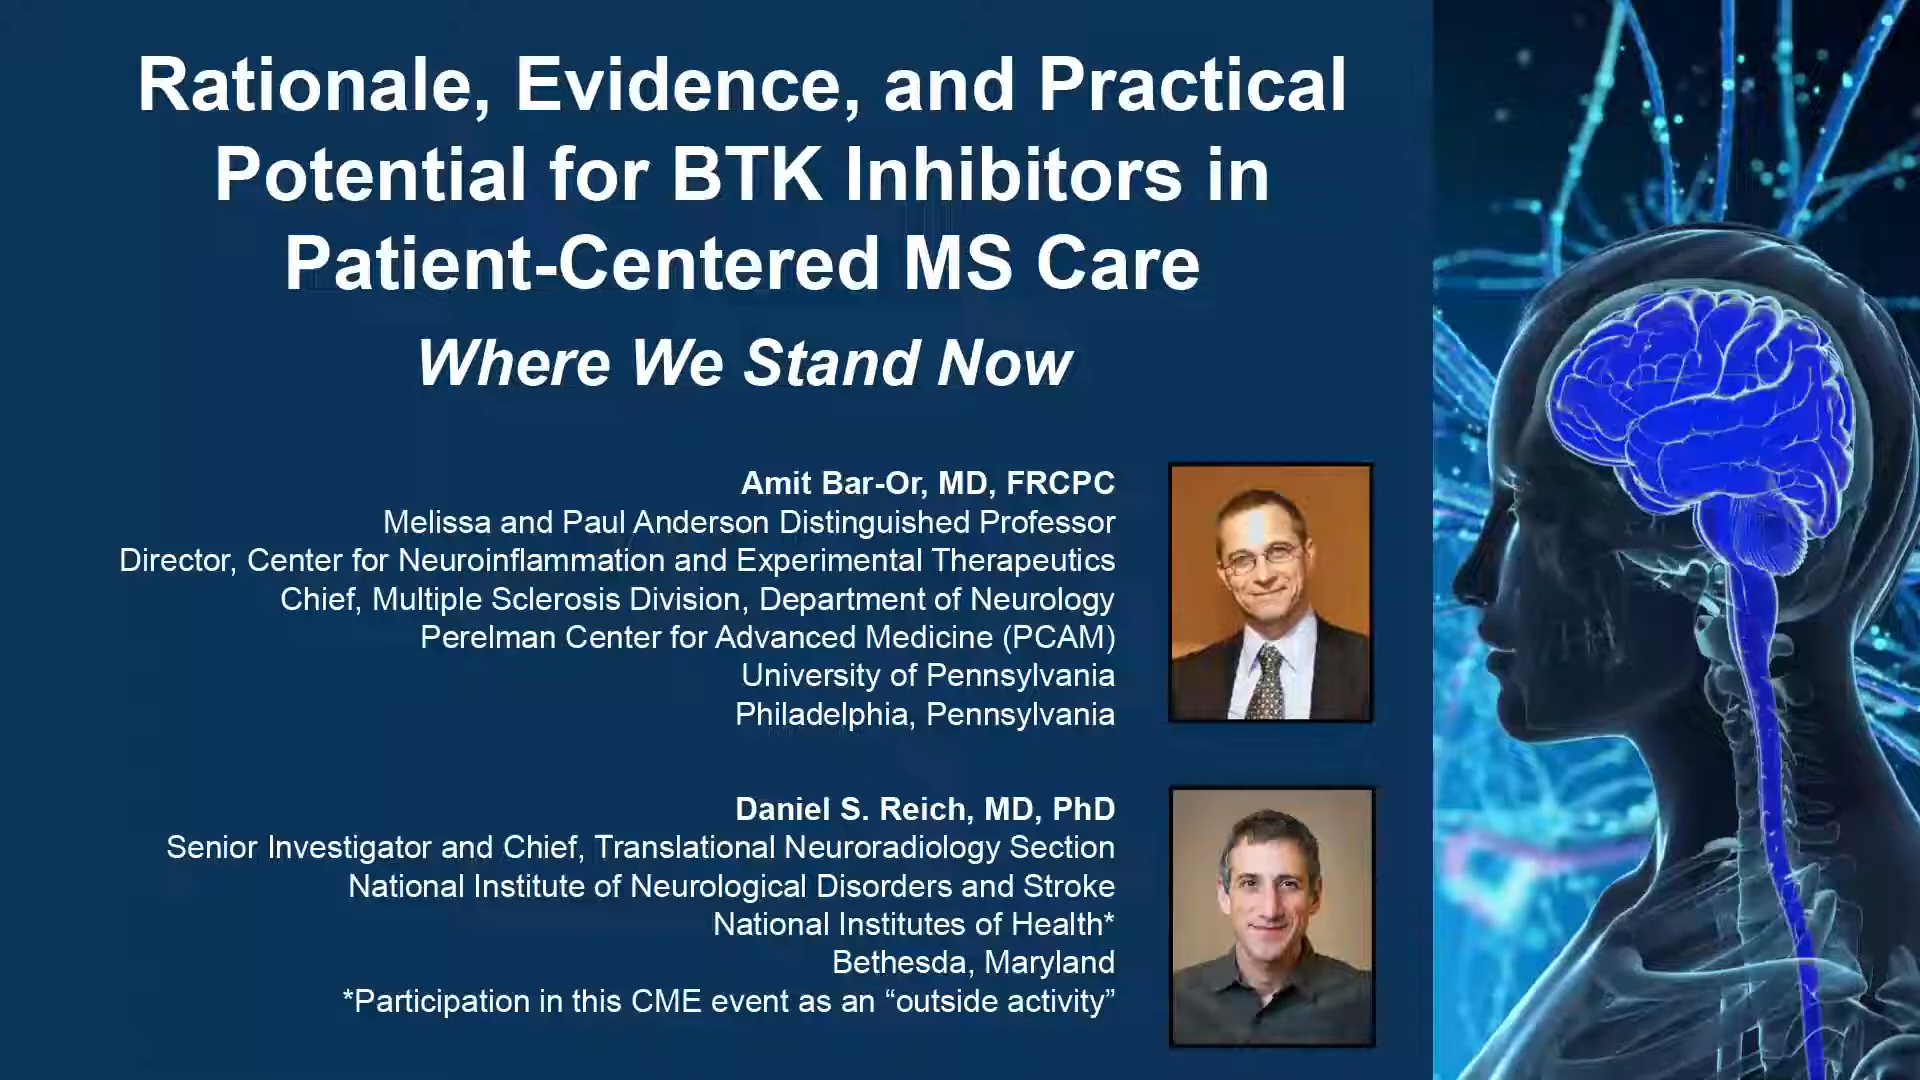 Rationale, Evidence, and Practical
Potential for BTK Inhibitors in
Patient-Centered MS Care
Where We Stand Now
Amit Bar-Or, MD, FRCPC
Melissa and Paul Anderson Distinguished Professor
Director, Center for Neuroinflammation and Experimental Therapeutics
Chief, Multiple Sclerosis Division, Department of Neurology
Perelman Center for Advanced Medicine (PCAM)
University of Pennsylvania
Philadelphia, Pennsylvania
Daniel S. Reich, MD, PhD
Senior Investigator and Chief, Translational Neuroradiology Section
National Institute of Neurological Disorders and Stroke
National Institutes of Health*
Bethesda, Maryland
*Participation in this CME event as an “outside activity”